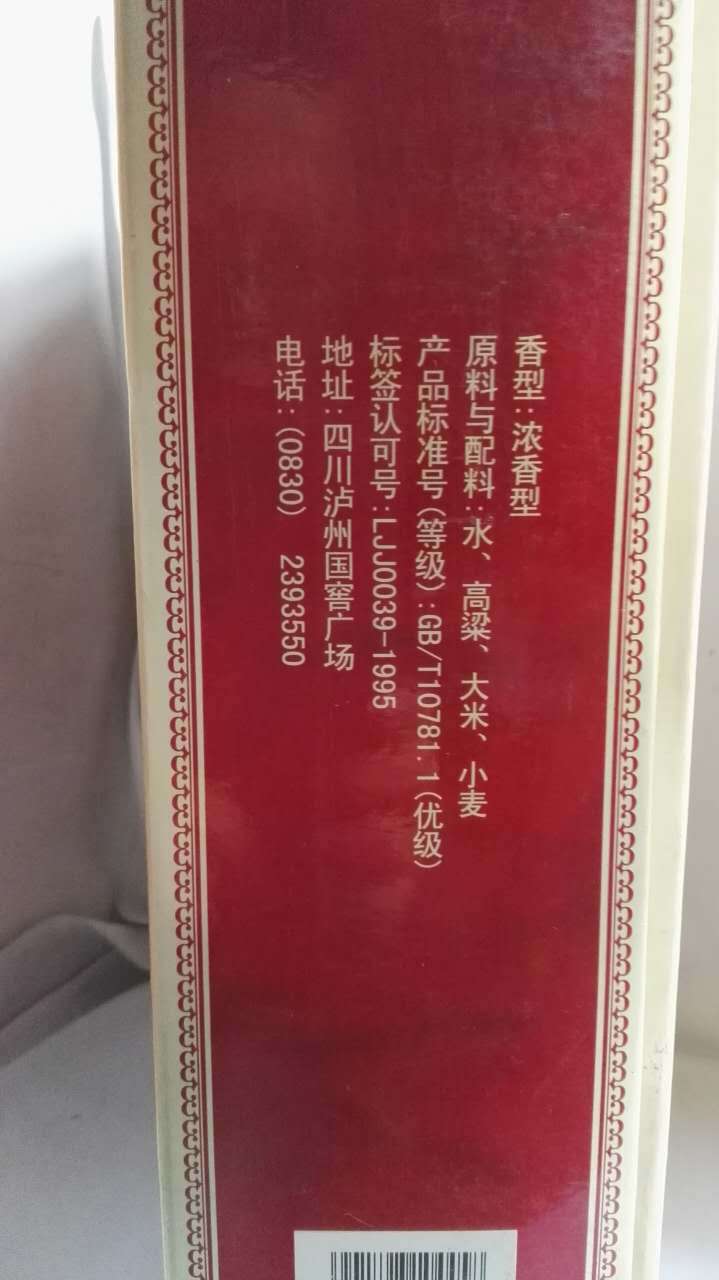 香型:浓香型
原料与配料:水、高粱、大米、小麦
产品标准号(等级):GB/T10781.1(优级)
标签认可号:LJJ0039-1995
地址:四川泸州国窖广场
电话:(0830) 2393550